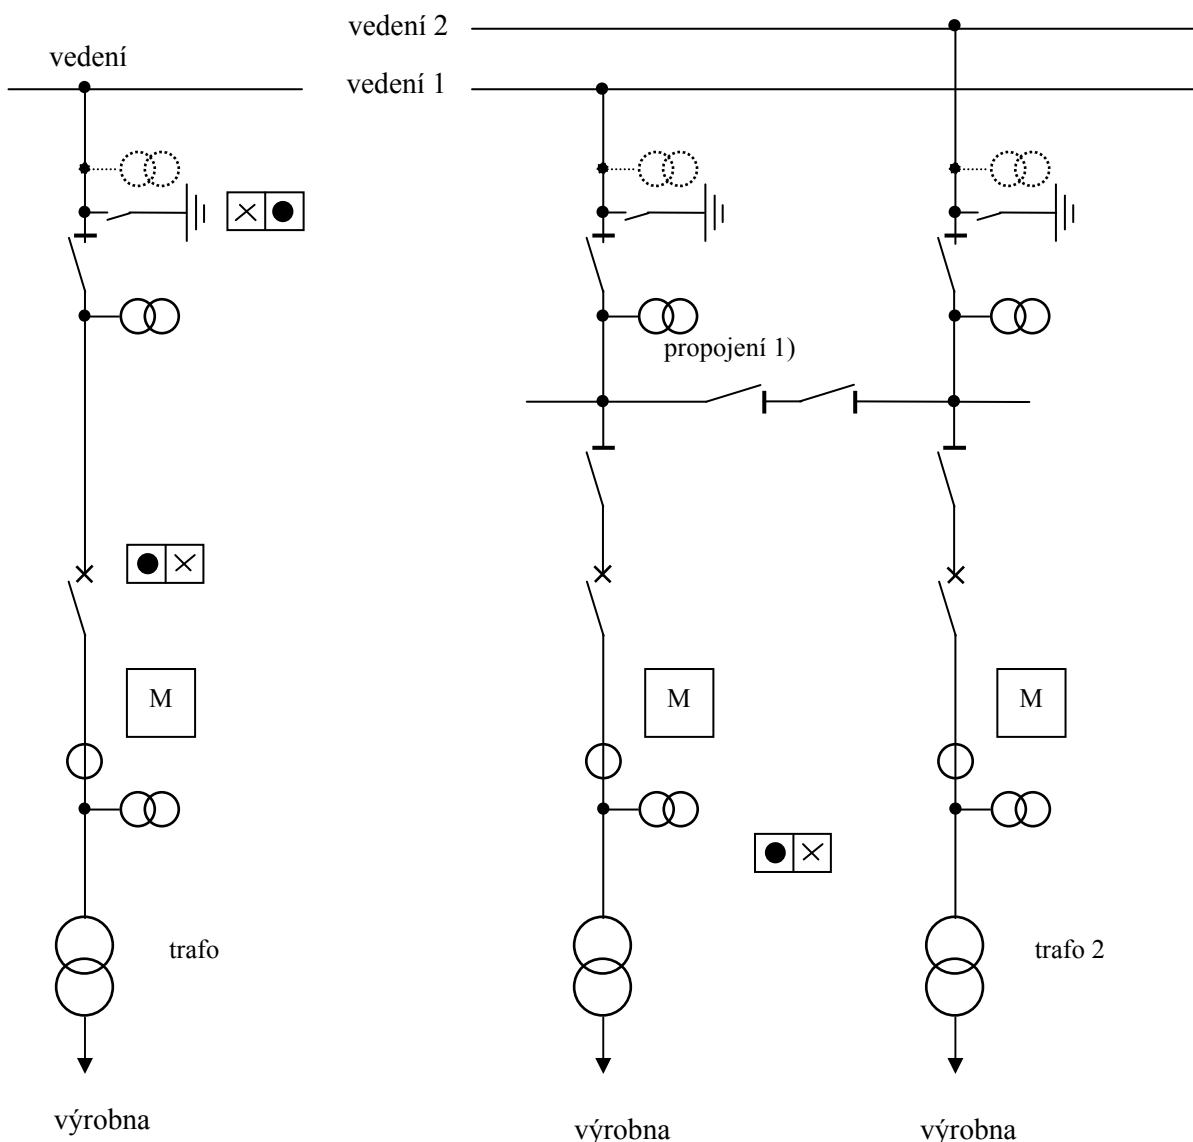 vedení 2
vedení
vedení 1
propojení 1)
M
M
M
trafo
trafo 2
výrobna
výrobna
výrobna